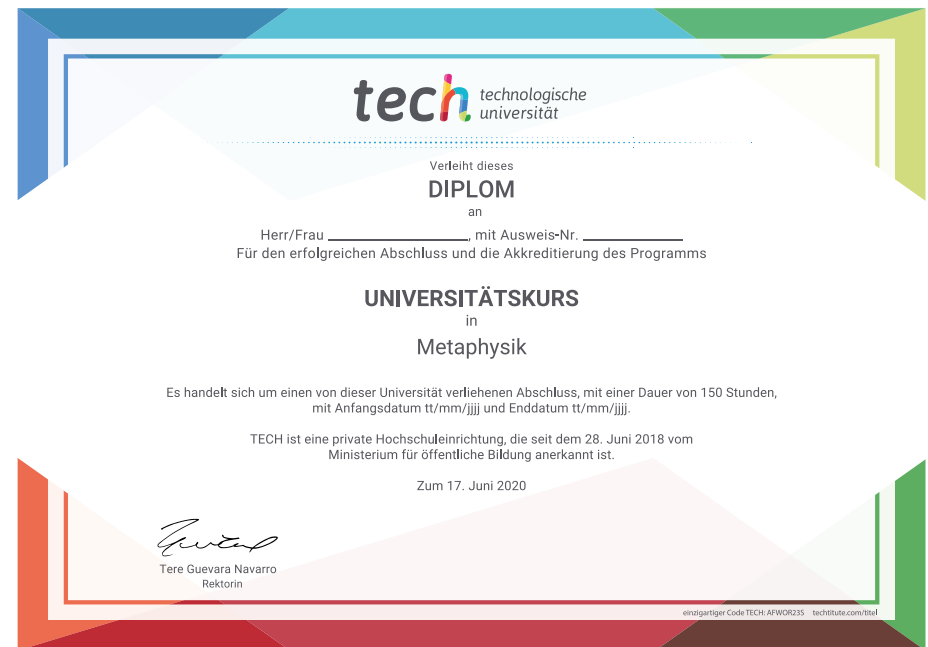 tech technologische
universität
Verleiht dieses
DIPLOM
an
Herr/Frau ____________________, mit Ausweis-Nr. ______________
Für den erfolgreichen Abschluss und die Akkreditierung des Programms
UNIVERSITÄTSKURS
in
Metaphysik
Es handelt sich um einen von dieser Universität verliehenen Abschluss, mit einer Dauer von 150 Stunden,
mit Anfangsdatum tt/mm/jjjj und Enddatum tt/mm/jjjj.
TECH ist eine private Hochschuleinrichtung, die seit dem 28. Juni 2018 vom
Ministerium für öffentliche Bildung anerkannt ist.
Zum 17. Juni 2020
Tere Guevara Navarro
Rektorin
einzigartiger Code TECH: AFWOR23S techtitute.com/titel